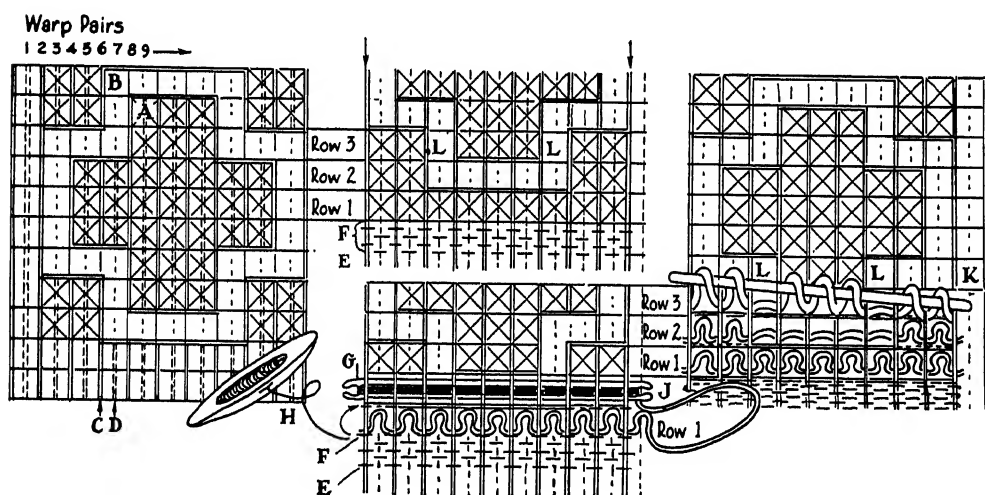 Warp Pairs
1 2 3 4 5 6 7 8 9
B
A
C D
H
Row 3
Row 2
Row 1
L L
F
E
G
J
Row 1
F
E
L L K
Row 3
Row 2
Row 1